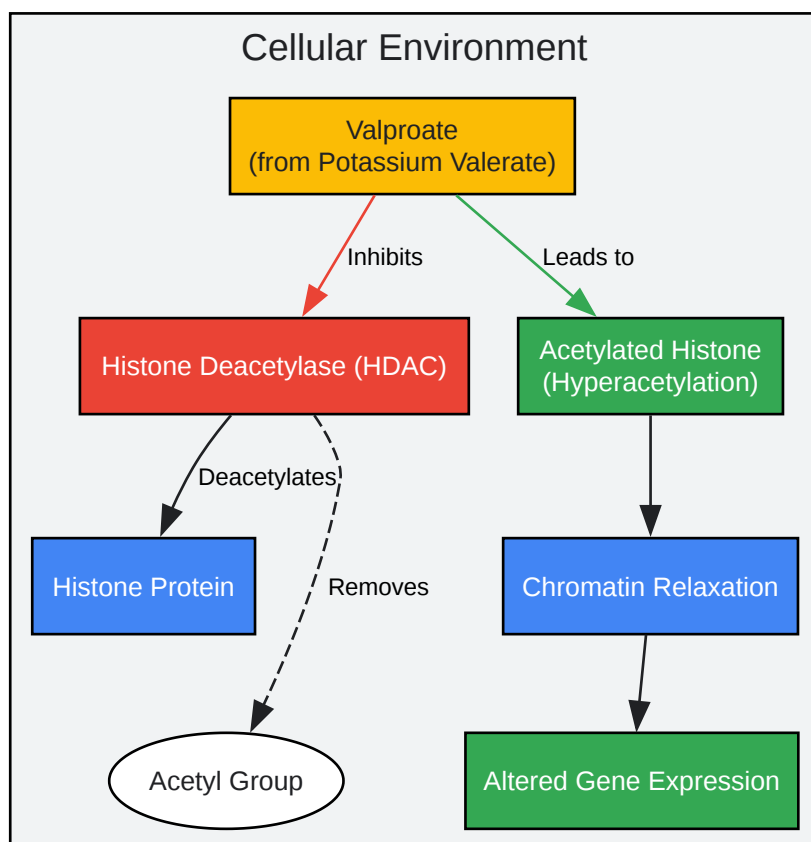 Cellular Environment
Valproate
(from Potassium Valerate)
Inhibits
Leads to
Histone Deacetylase (HDAC)
Acetylated Histone
(Hyperacetylation)
Deacetylates
Histone Protein
Removes
Chromatin Relaxation
Acetyl Group
Altered Gene Expression